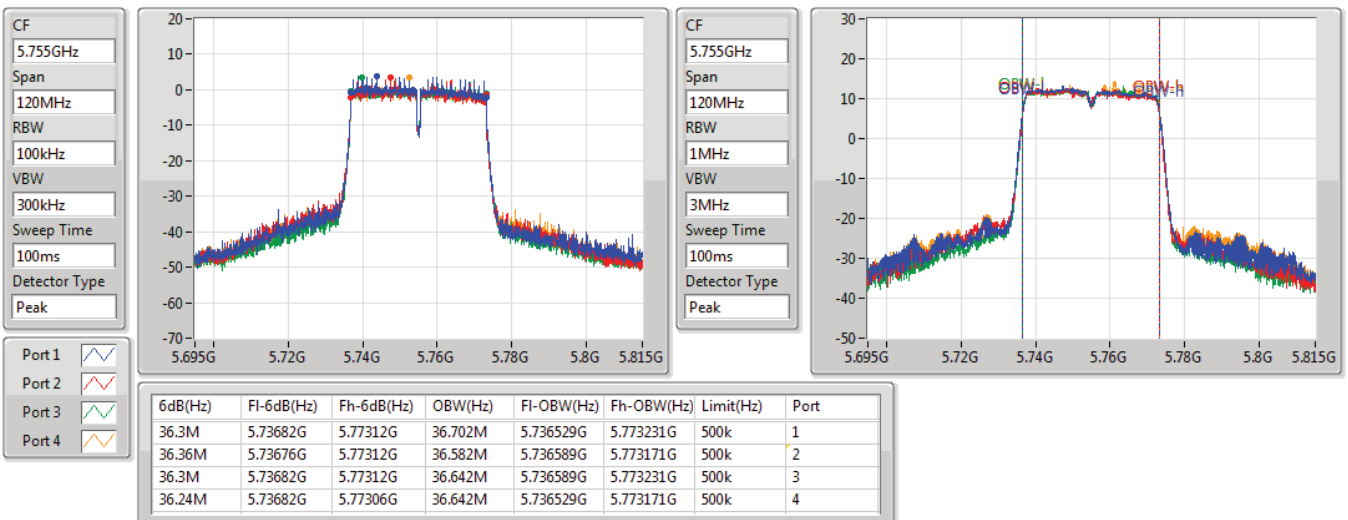 CF
5.755GHz
Span
120MHz
RBW
100kHz
VBW
300kHz
Sweep Time
100ms
Detector Type
Peak
20
10
0
-10
-20
-30
-40
-50
-60
-70
5.695G 5.72G 5.74G 5.76G 5.78G 5.8G 5.815G
CF
5.755GHz
Span
120MHz
RBW
1MHz
VBW
3MHz
Sweep Time
100ms
Detector Type
Peak
30
20
10
0
-10
-20
-30
-40
-50
OBW-l OBW-h
5.695G 5.72G 5.74G 5.76G 5.78G 5.8G 5.815G
Port 1
Port 2
Port 3
Port 4
6dB(Hz) Fl-6dB(Hz) Fh-6dB(Hz) OBW(Hz) Fl-OBW(Hz) Fh-OBW(Hz) Limit(Hz) Port
36.3M 5.73682G 5.77312G 36.702M 5.736529G 5.773231G 500k 1
36.36M 5.73676G 5.77312G 36.582M 5.736589G 5.773171G 500k 2
36.3M 5.73682G 5.77312G 36.642M 5.736589G 5.773231G 500k 3
36.24M 5.73682G 5.77306G 36.642M 5.736529G 5.773171G 500k 4